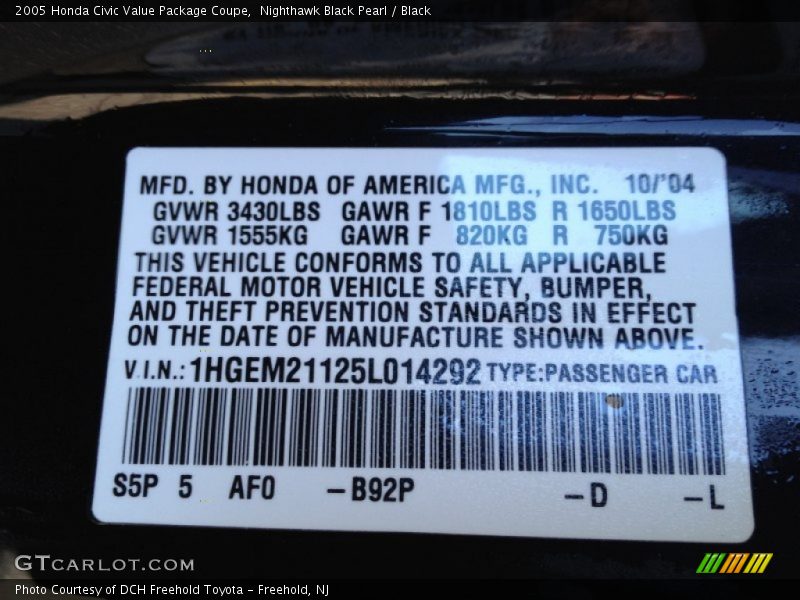 2005 Honda Civic Value Package Coupe,  Nighthawk Black Pearl / Black
MFD. BY HONDA OF AMERICA MFG., INC. 10/'04
GVWR 3430LBS GAWR F 1810LBS R 1650LBS
GVWR 1555KG GAWR F 820KG R 750KG
THIS VEHICLE CONFORMS TO ALL APPLICABLE
FEDERAL MOTOR VEHICLE SAFETY, BUMPER,
AND THEFT PREVENTION STANDARDS IN EFFECT
ON THE DATE OF MANUFACTURE SHOWN ABOVE.
V.I.N.: 1HGEM21125L014292 TYPE:PASSENGER CAR
S5P 5 AF0 –B92P –D –L
GTCARLOT.COM
Photo Courtesy of DCH Freehold Toyota - Freehold, NJ